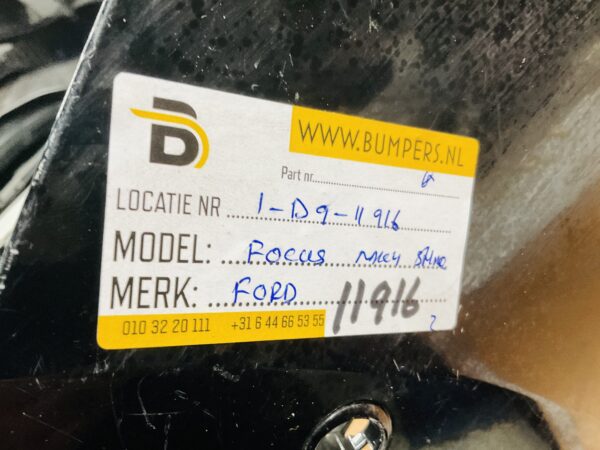 B
WWW.BUMPERS.NL
Part nr.
LOCATIE NR 1-D9-11916
MODEL: FOCUS
MERK: FORD 11916
010 32 20 111 +31 6 44 66 53 55